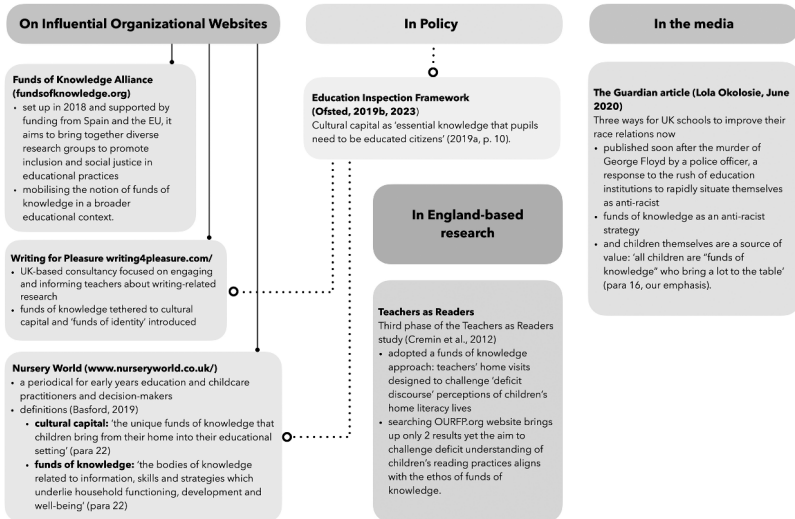 On Influential Organizational Websites
Funds of Knowledge Alliance
(fundsofknowledge.org)
• set up in 2018 and supported by
funding from Spain and the EU, it
aims to bring together diverse
research groups to promote
inclusion and social justice in
educational practices
• mobilising the notion of funds of
knowledge in a broader
educational context.
Writing for Pleasure writing4pleasure.com/
• UK-based consultancy focused on engaging
and informing teachers about writing-related
research
• funds of knowledge tethered to cultural
capital and ‘funds of identity’ introduced
Nursery World (www.nurseryworld.co.uk/)
• a periodical for early years education and childcare
practitioners and decision-makers
• definitions (Basford, 2019)
• cultural capital: ‘the unique funds of knowledge that
children bring from their home into their educational
setting’ (para 22)
• funds of knowledge: ‘the bodies of knowledge
related to information, skills and strategies which
underlie household functioning, development and
well-being’ (para 22)
In Policy
Education Inspection Framework
(Ofsted, 2019b, 2023)
Cultural capital as ‘essential knowledge that pupils
need to be educated citizens’ (2019a, p. 10).
In England-based
research
Teachers as Readers
Third phase of the Teachers as Readers
study (Cremin et al., 2012)
• adopted a funds of knowledge
approach: teachers’ home visits
designed to challenge ‘deficit
discourse’ perceptions of children’s
home literacy lives
• searching OURFP.org website brings
up only 2 results yet the aim to
challenge deficit understanding of
children’s reading practices aligns
with the ethos of funds of
knowledge.
In the media
The Guardian article (Lola Okolosie, June
2020)
Three ways for UK schools to improve their
race relations now
• published soon after the murder of
George Floyd by a police officer, a
response to the rush of education
institutions to rapidly situate themselves
as anti-racist
• funds of knowledge as an anti-racist
strategy
• and children themselves are a source of
value: ‘all children are “funds of
knowledge” who bring a lot to the table’
(para 16, our emphasis).